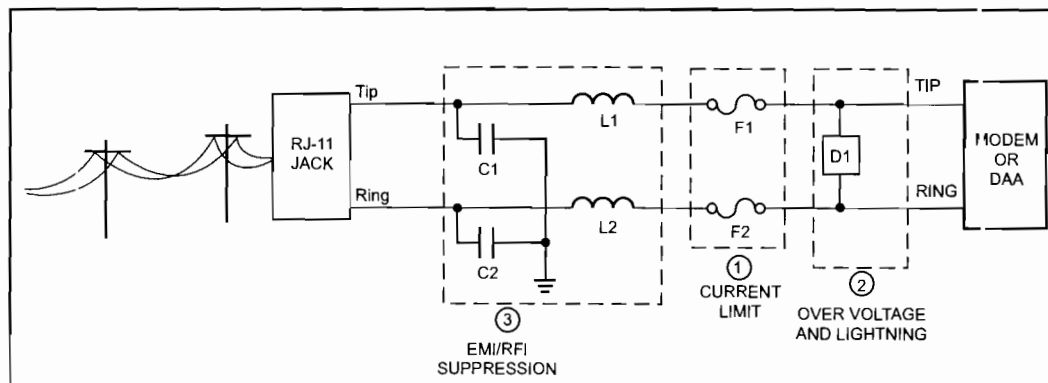 RJ-11
JACK
Tip
Ring
C1
C2
L1
L2
3
EMI/RFI
SUPPRESSION
F1
F2
1
CURRENT
LIMIT
D1
2
OVER VOLTAGE
AND LIGHTNING
TIP
RING
MODEM
OR
DAA